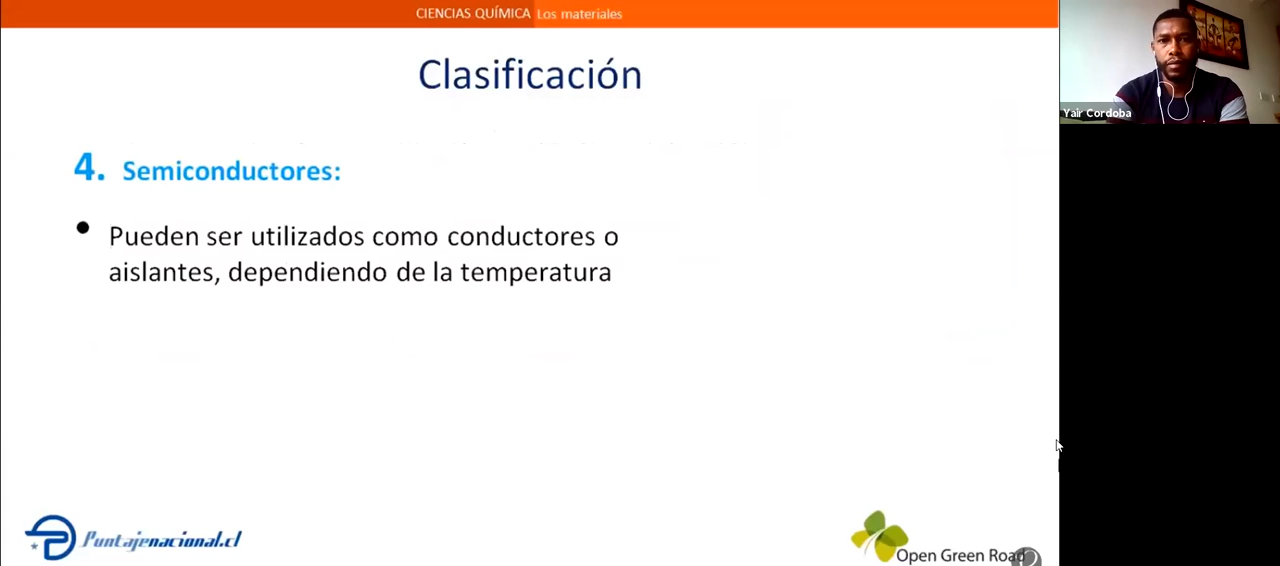 CIENCIAS QUÍMICA Los materiales
Clasificación
Yair Cordoba
4. Semiconductores:
• Pueden ser utilizados como conductores o
aislantes, dependiendo de la temperatura
Puntajenacional.cl
Open Green Road